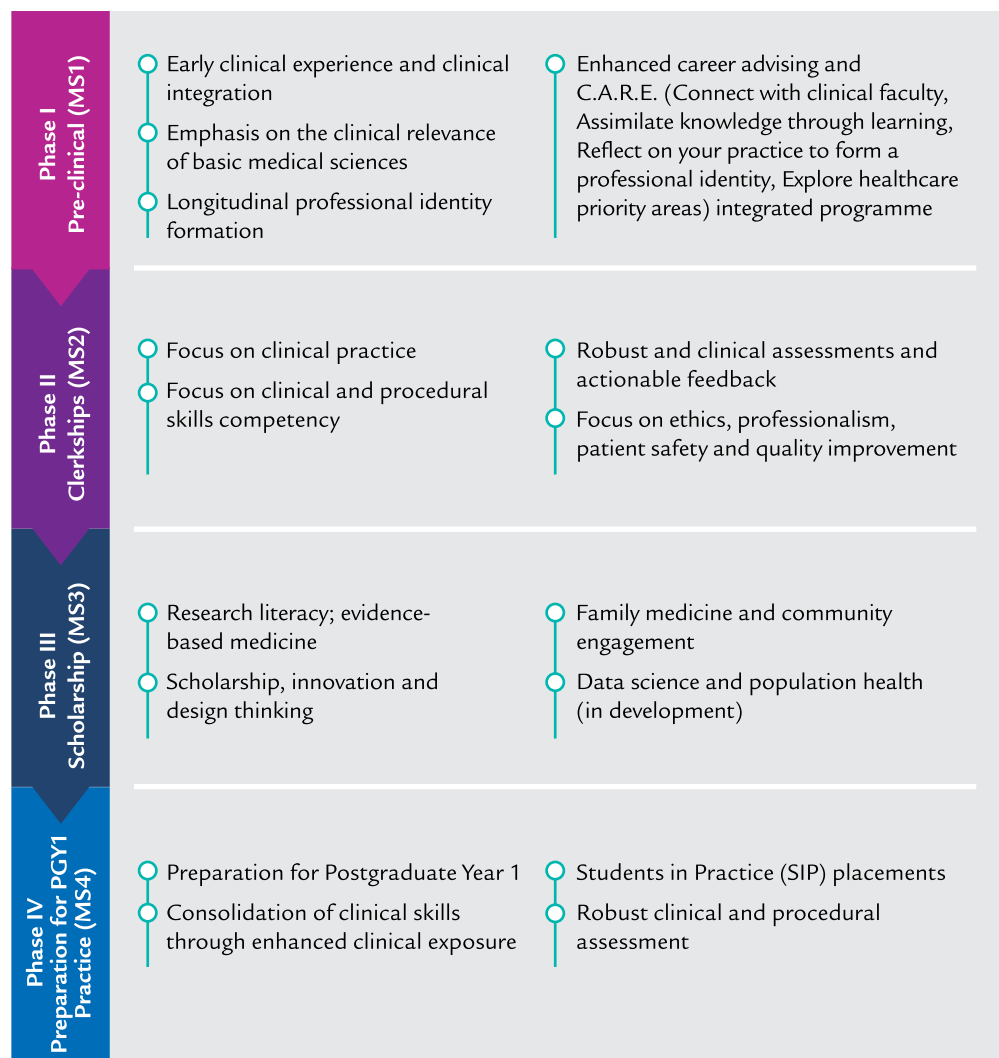 Phase I
Pre-clinical (MS1)
Early clinical experience and clinical
integration
Emphasis on the clinical relevance
of basic medical sciences
Longitudinal professional identity
formation
Enhanced career advising and
C.A.R.E. (Connect with clinical faculty,
Assimilate knowledge through learning,
Reflect on your practice to form a
professional identity, Explore healthcare
priority areas) integrated programme
Phase II
Clerkships (MS2)
Focus on clinical practice
Focus on clinical and procedural
skills competency
Robust and clinical assessments and
actionable feedback
Focus on ethics, professionalism,
patient safety and quality improvement
Phase III
Scholarship (MS3)
Research literacy; evidence-
based medicine
Scholarship, innovation and
design thinking
Family medicine and community
engagement
Data science and population health
(in development)
Phase IV
Preparation for PGY1
Practice (MS4)
Preparation for Postgraduate Year 1
Consolidation of clinical skills
through enhanced clinical exposure
Students in Practice (SIP) placements
Robust clinical and procedural
assessment